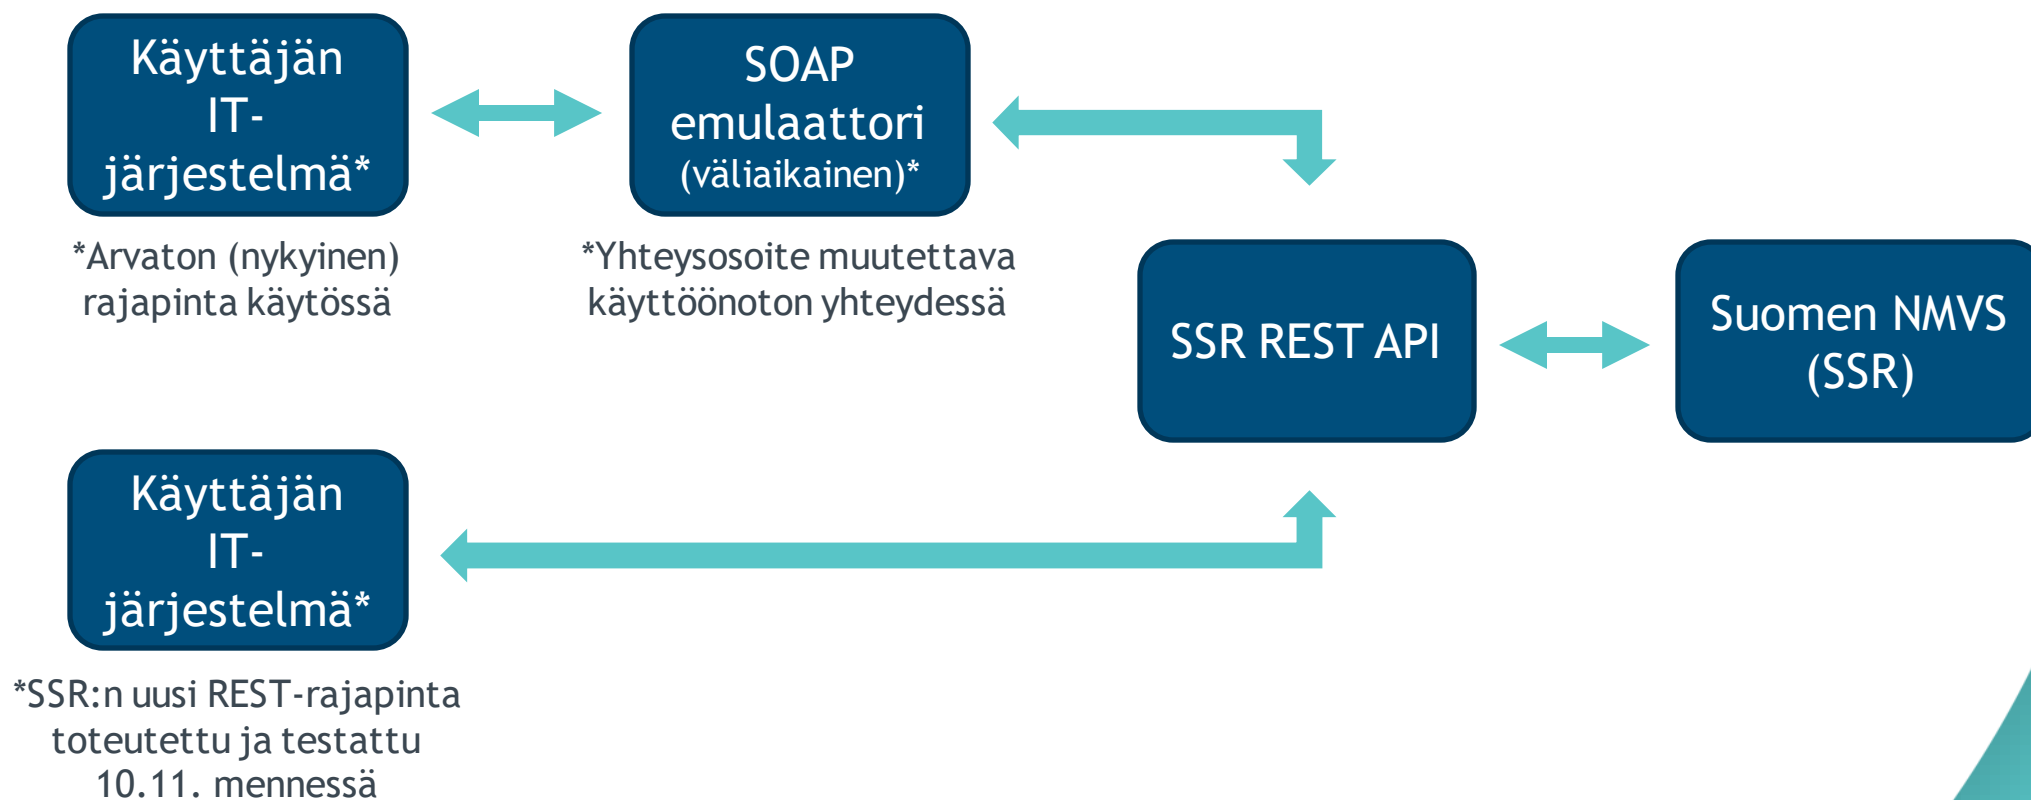 Käyttäjän
IT-
järjestelmä*
*Arvaton (nykyinen)
rajapinta käytössä
SOAP
emulaattori
(väliaikainen)*
*Yhteysosoite muutettava
käyttöönoton yhteydessä
SSR REST API
Suomen NMVS
(SSR)
Käyttäjän
IT-
järjestelmä*
*SSR:n uusi REST-rajapinta
toteutettu ja testattu
10.11. mennessä